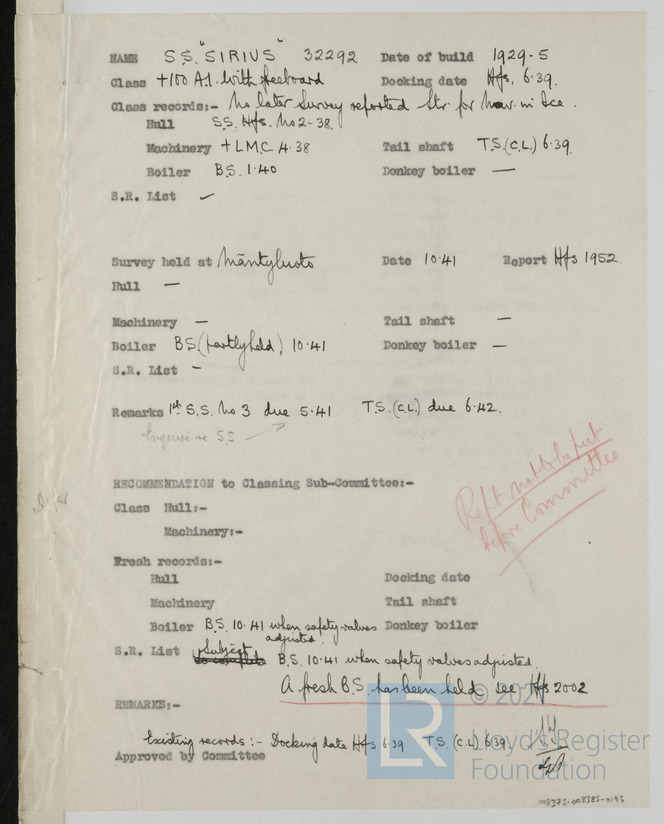 NAME S.S. "SIRIUS" 32292 Date of build 1929-5
Class +100 A.1. with freeboard Docking date Hfs. 6.39.
Class records:- No later survey reported Str. for Nav. in Ice.
Hull S.S. Hfs. No 2-38.
Machinery + L.M.C. 4.38 Tail shaft T.S. (C.L.) 6.39.
Boiler B.S. 1.40 Donkey boiler —
S.R. List ✓
Survey held at Mäntyluoto Date 10.41 Report Hfs 1952.
Hull —
Machinery — Tail shaft —
Boiler B.S. (partly held) 10.41 Donkey boiler —
S.R. List -
Remarks 1st S.S. No 3 due 5.41 T.S. (C.L.) due 6.42.
Enquire re S.S.
Rept. not to be put
before Committee
RECOMMENDATION to Classing Sub-Committee:-
Class Hull:-
Machinery:-
Fresh records:-
Hull Docking date
Machinery Tail shaft
Boiler B.S. 10.41 when safety valves adjusted. Donkey boiler
S.R. List Subject B.S. 10.41 when safety valves adjusted.
A fresh B.S. has been held see Hfs 2002
REMARKS:-
Existing records:- Docking date Hfs 6.39 T.S. (C.L.) 6.39
Approved by Committee
LR
Lloyd's Register
Foundation
008375-008385-0195